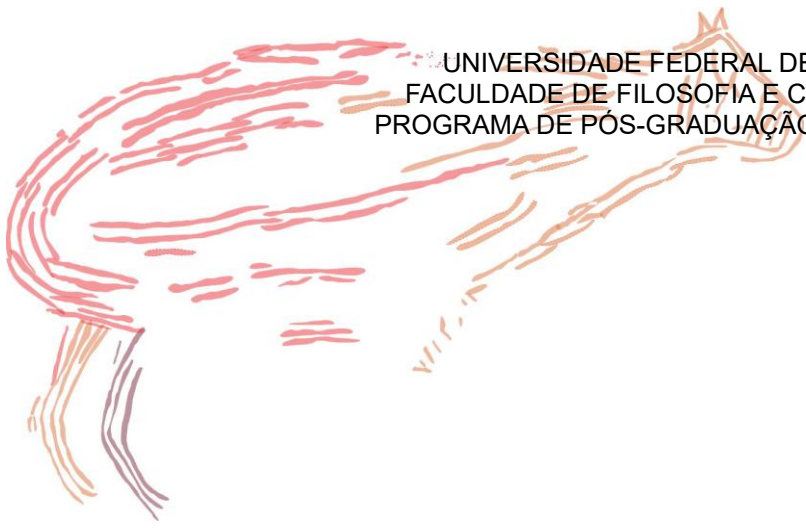 UNIVERSIDADE FEDERAL DE
FACULDADE DE FILOSOFIA E C
PROGRAMA DE PÓS-GRADUAÇÃO